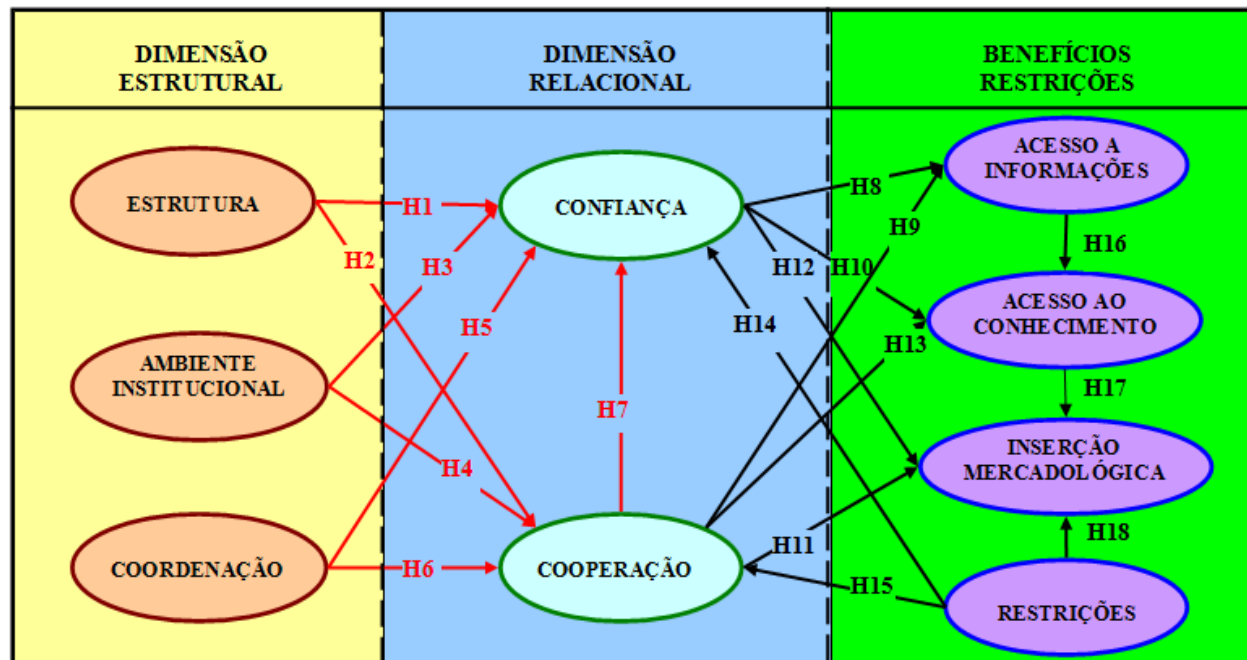 DIMENSÃO
ESTRUTURAL
DIMENSÃO
RELACIONAL
BENEFÍCIOS
RESTRIÇÕES
ESTRUTURA
AMBIENTE
INSTITUCIONAL
COORDENAÇÃO
H1
H2
H3
H5
H4
H6
CONFIANÇA
H7
COOPERAÇÃO
H8
H9
H12
H10
H14
H13
H11
H15
ACESSO A
INFORMAÇÕES
H16
ACESSO AO
CONHECIMENTO
H17
INSERÇÃO
MERCADOLÓGICA
H18
RESTRIÇÕES